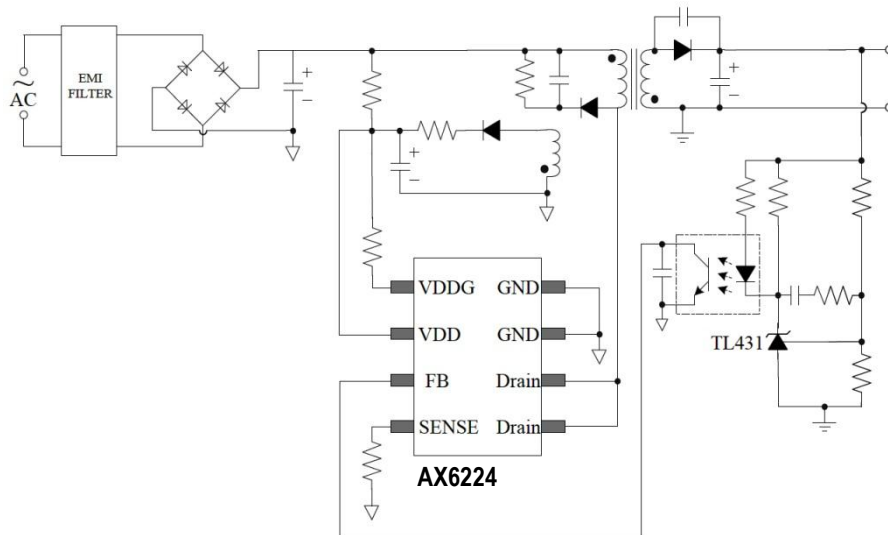 EMI
FILTER
~
AC
+
−
+
−
+
−
VDDG GND
VDD GND
FB Drain
SENSE Drain
TL431
AX6224